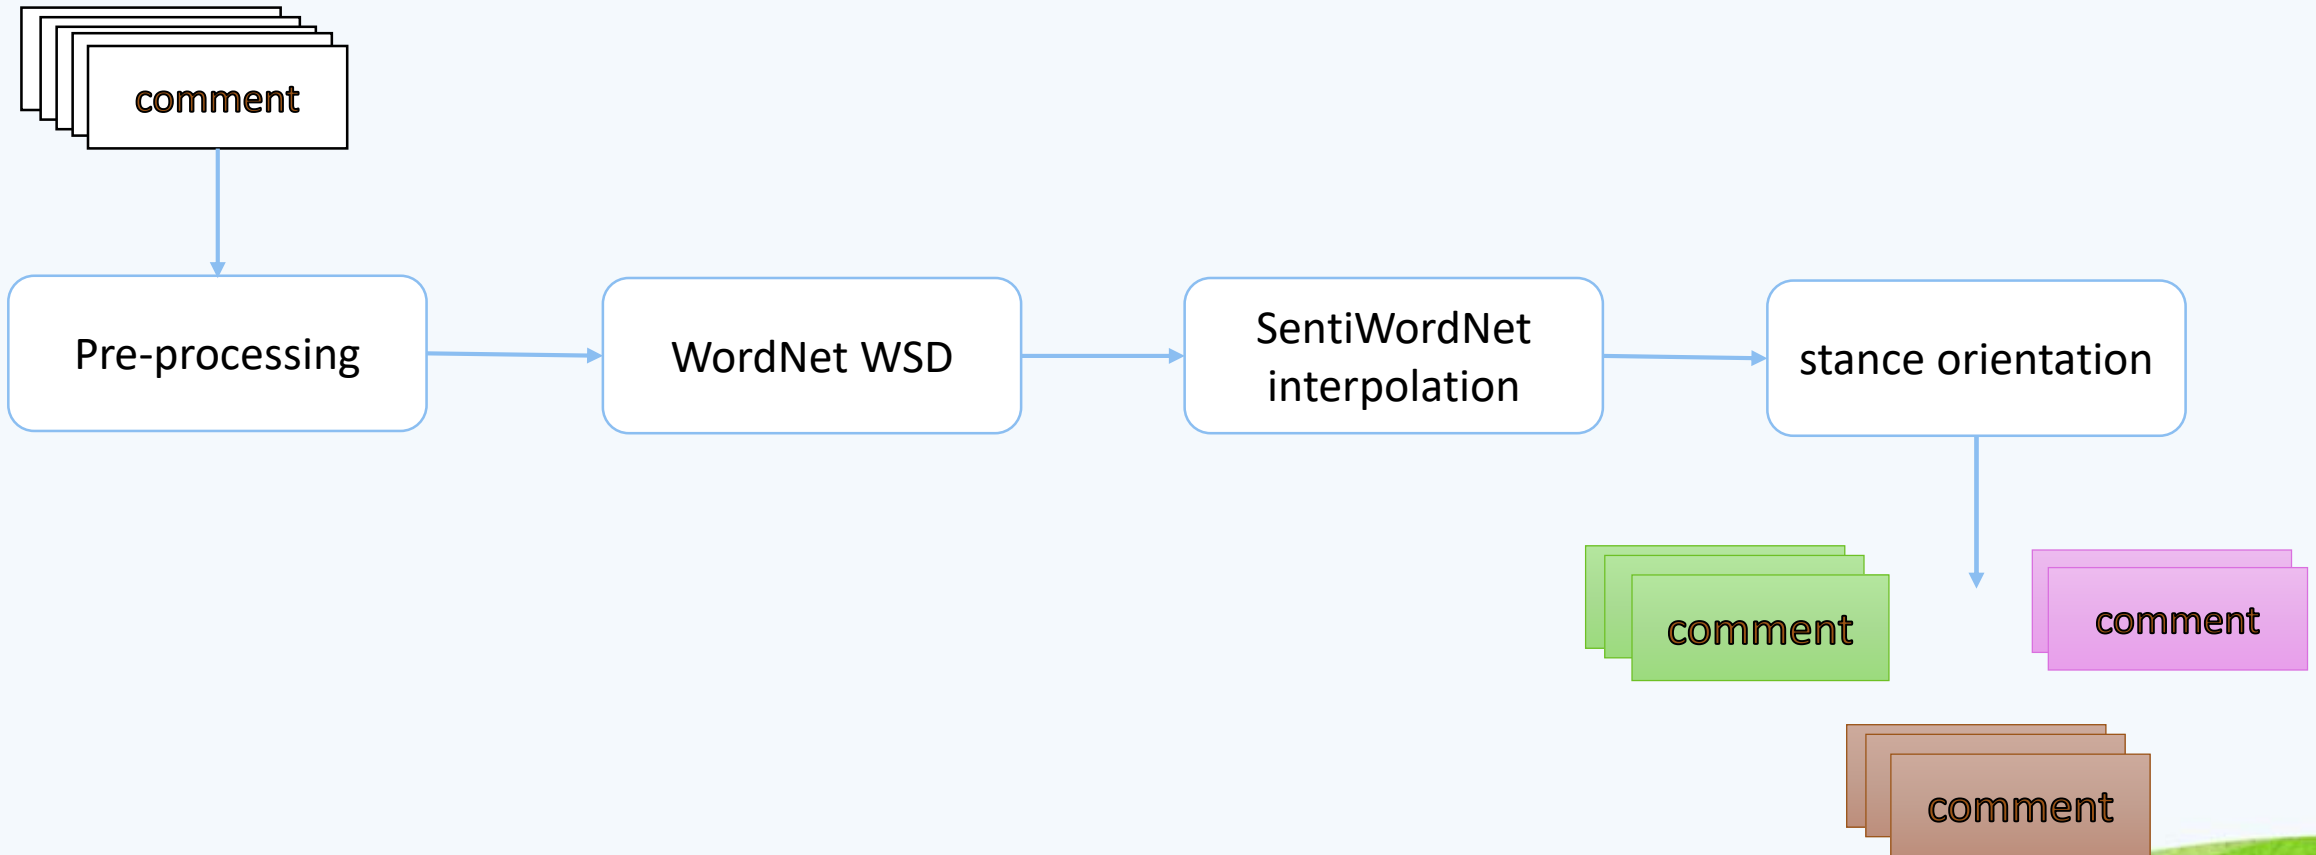 comment
Pre-processing
WordNet WSD
SentiWordNet
interpolation
stance orientation
comment
comment
comment